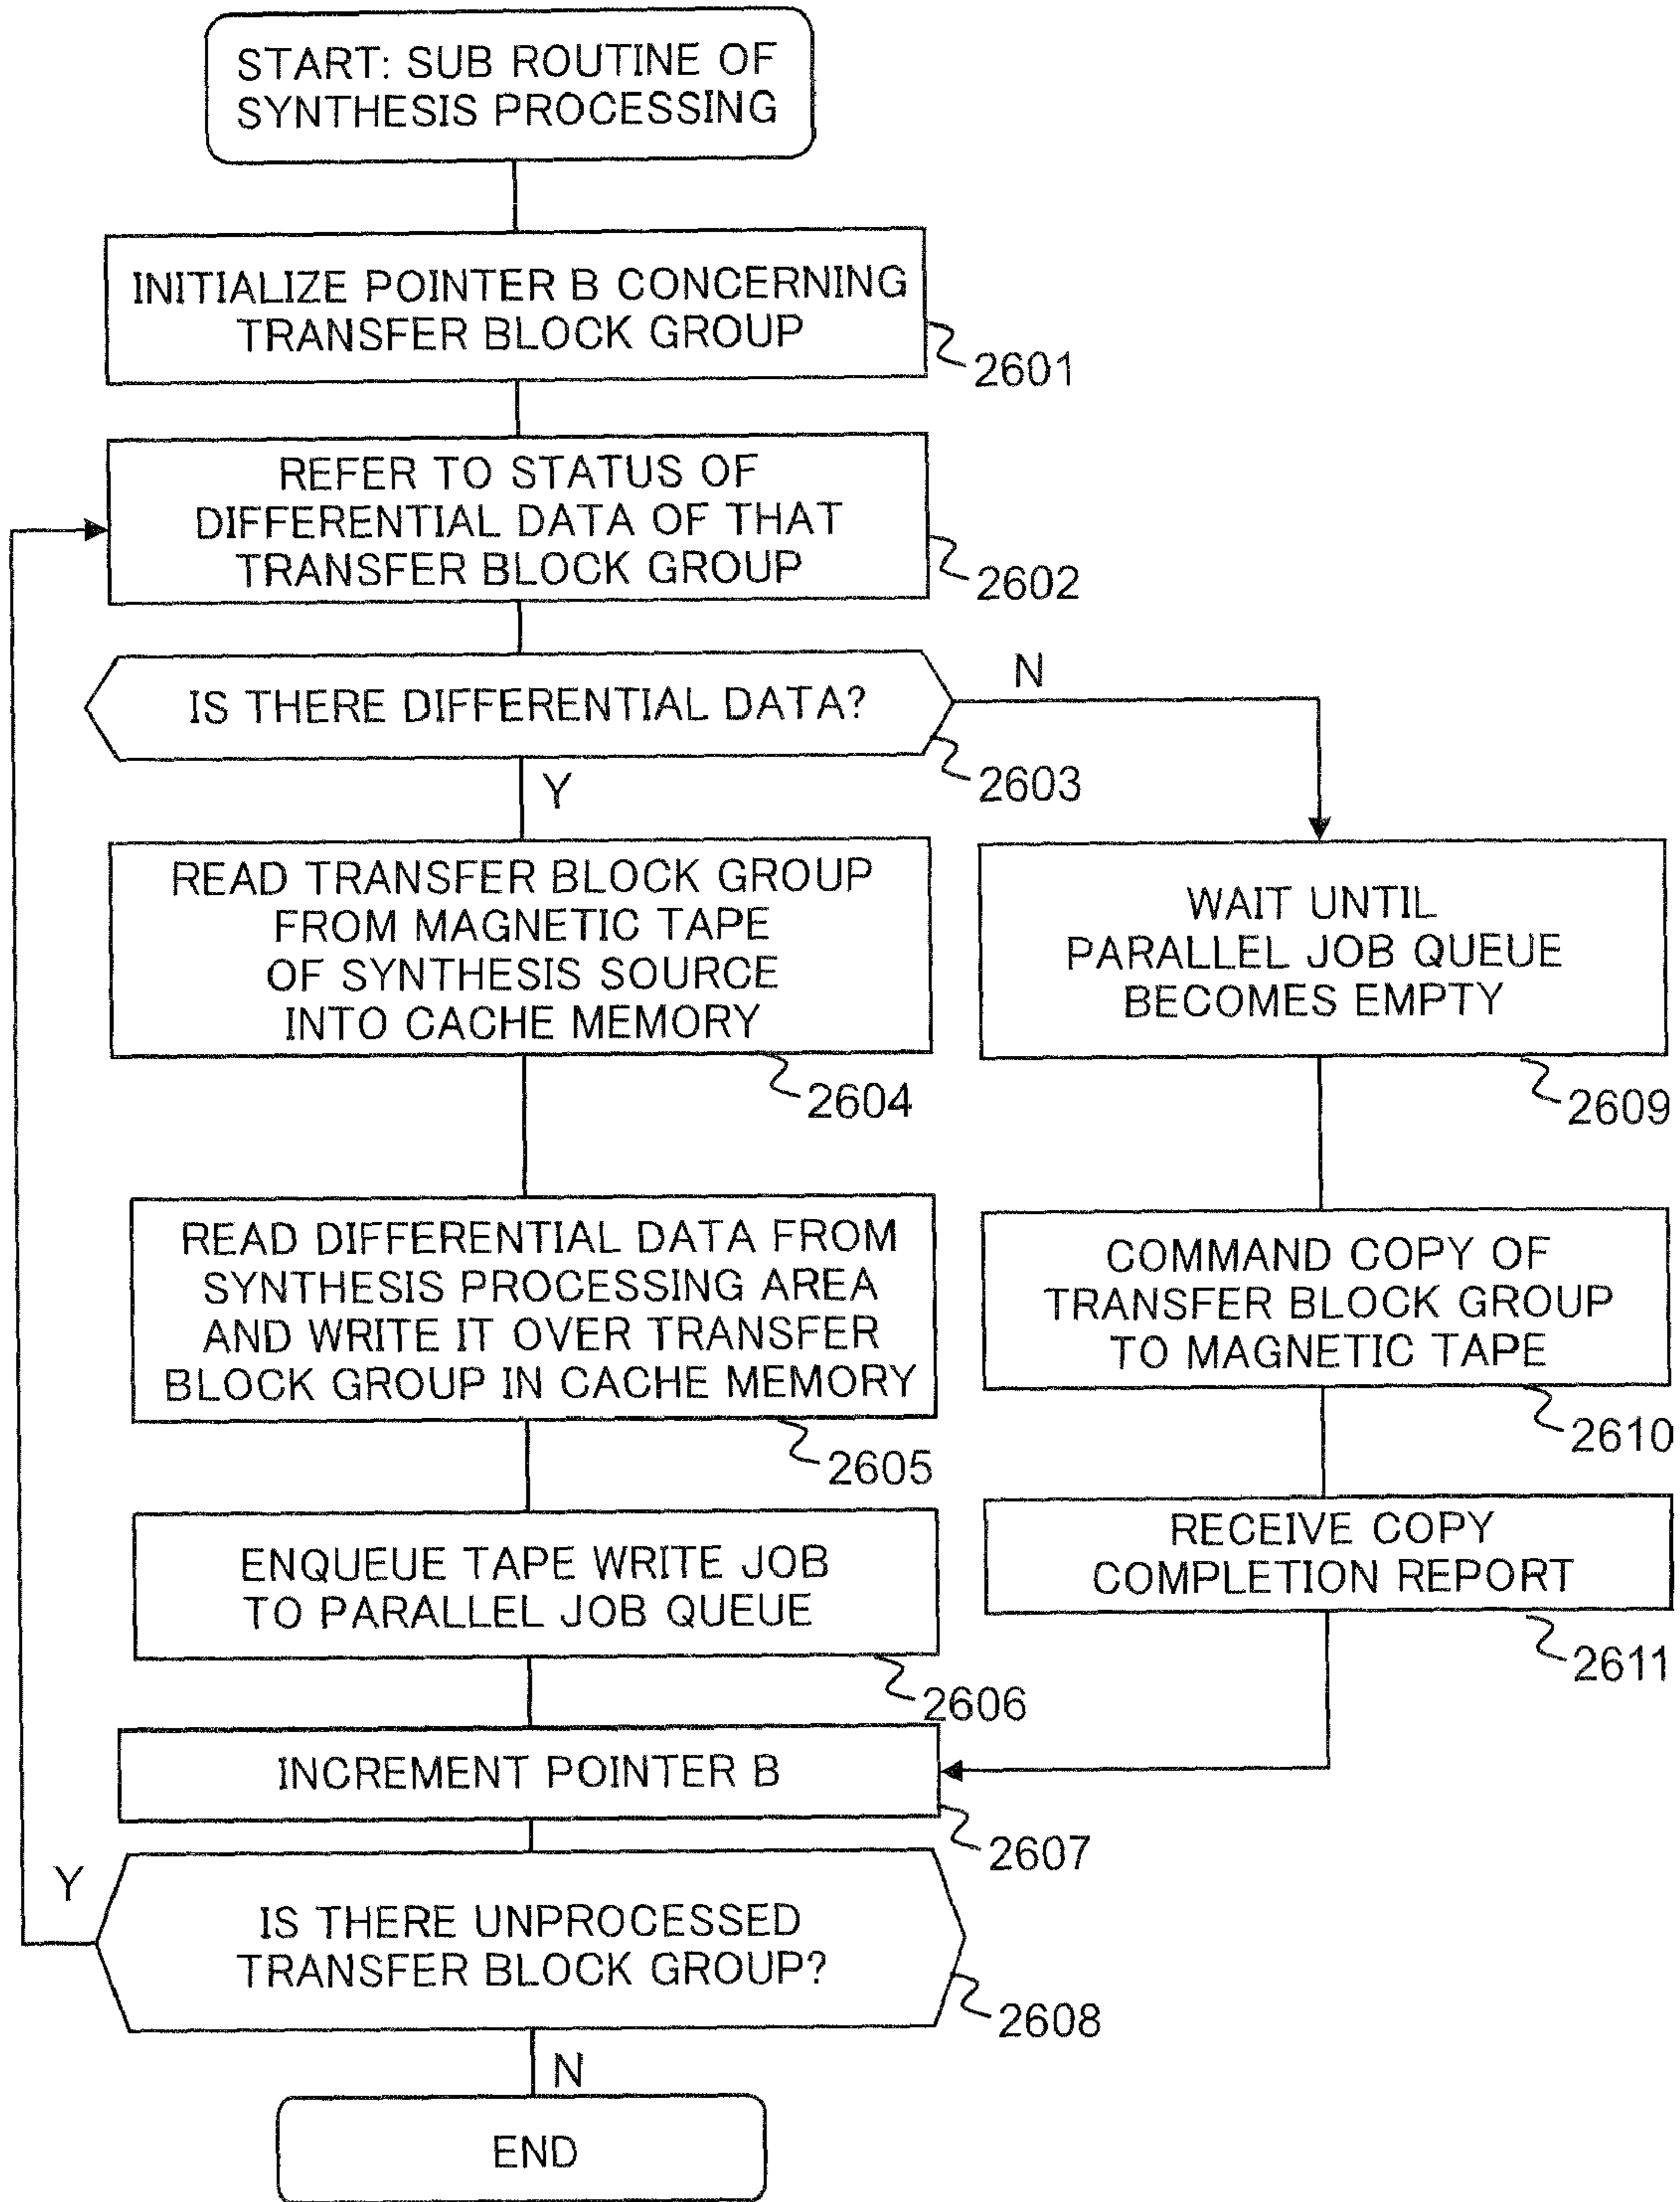 START: SUB ROUTINE OF
SYNTHESIS PROCESSING
INITIALIZE POINTER B CONCERNING
TRANSFER BLOCK GROUP
2601
REFER TO STATUS OF
DIFFERENTIAL DATA OF THAT
TRANSFER BLOCK GROUP
2602
IS THERE DIFFERENTIAL DATA?
N
2603
Y
READ TRANSFER BLOCK GROUP
FROM MAGNETIC TAPE
OF SYNTHESIS SOURCE
INTO CACHE MEMORY
2604
WAIT UNTIL
PARALLEL JOB QUEUE
BECOMES EMPTY
2609
READ DIFFERENTIAL DATA FROM
SYNTHESIS PROCESSING AREA
AND WRITE IT OVER TRANSFER
BLOCK GROUP IN CACHE MEMORY
2605
COMMAND COPY OF
TRANSFER BLOCK GROUP
TO MAGNETIC TAPE
2610
ENQUEUE TAPE WRITE JOB
TO PARALLEL JOB QUEUE
2606
RECEIVE COPY
COMPLETION REPORT
2611
INCREMENT POINTER B
2607
Y
IS THERE UNPROCESSED
TRANSFER BLOCK GROUP?
2608
N
END